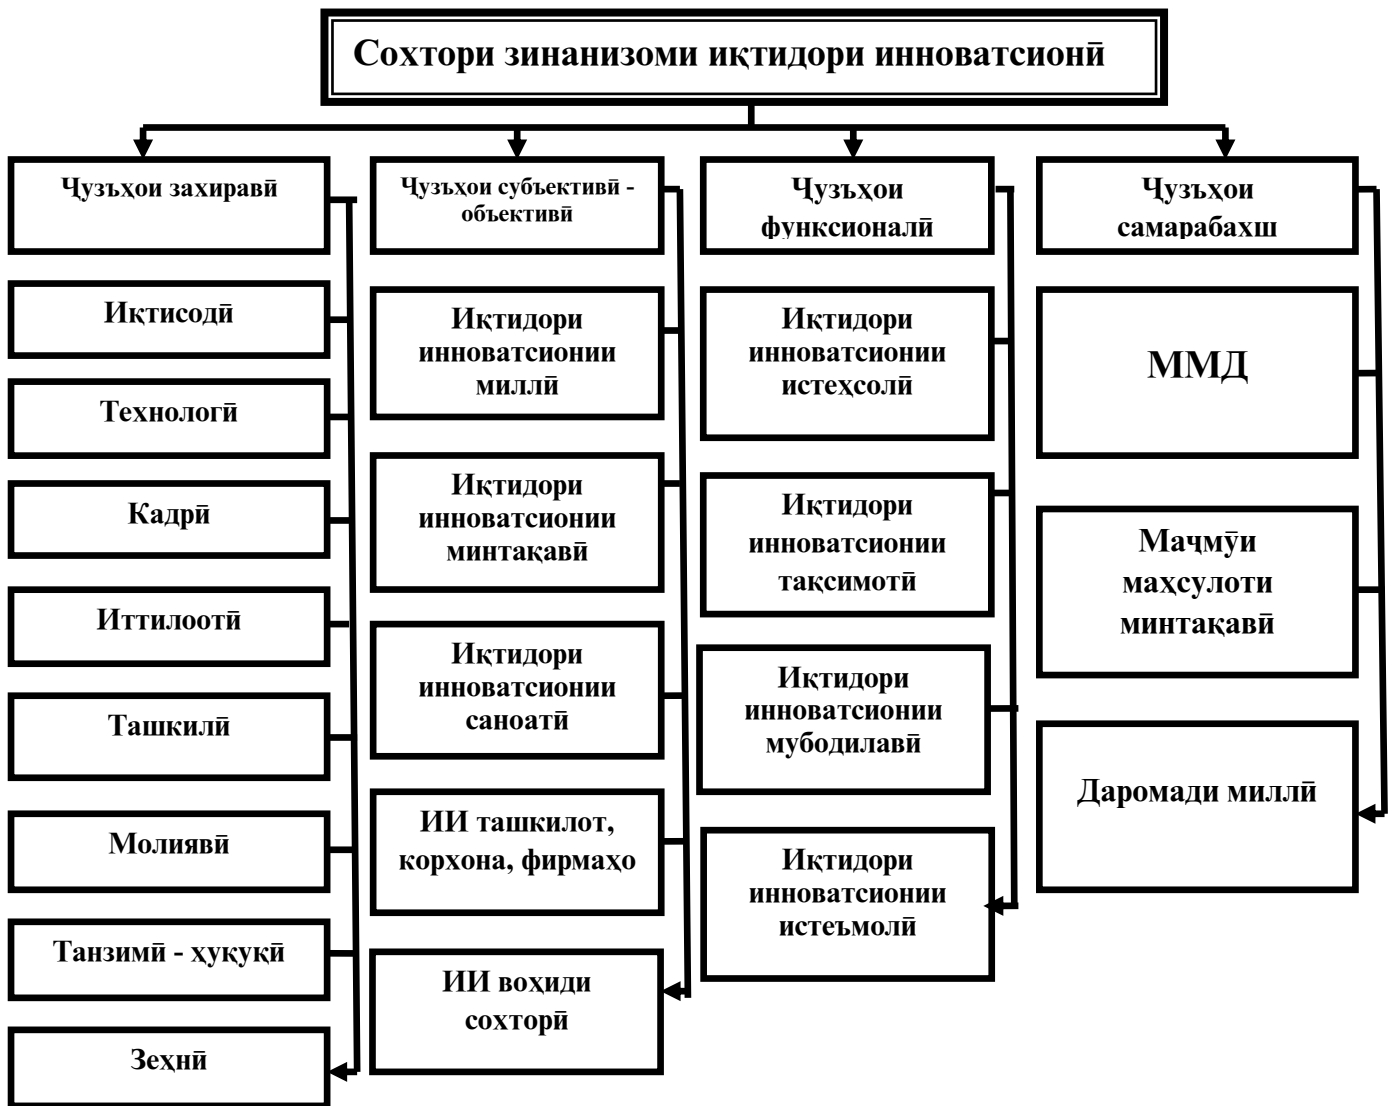 Сохтори зинанизоми иқтидори инноватсионӣ
Ҷузъҳои захиравӣ
Иқтисодӣ
Технологӣ
Кадрӣ
Иттилоотӣ
Ташкилӣ
Молиявӣ
Танзимӣ - ҳуқуқӣ
Зеҳнӣ
Ҷузъҳои субъективӣ -
объективӣ
Иқтидори
инноватсионии
миллӣ
Иқтидори
инноватсионии
минтақавӣ
Иқтидори
инноватсионии
саноатӣ
ИИ ташкилот,
корхона, фирмаҳо
ИИ воҳиди
сохторӣ
Ҷузъҳои
функсионалӣ
Иқтидори
инноватсионии
истеҳсолӣ
Иқтидори
инноватсионии
тақсимотӣ
Иқтидори
инноватсионии
мубодилавӣ
Иқтидори
инноватсионии
истеъмолӣ
Ҷузъҳои
самарабахш
ММД
Маҷмӯи
маҳсулоти
минтақавӣ
Даромади миллӣ